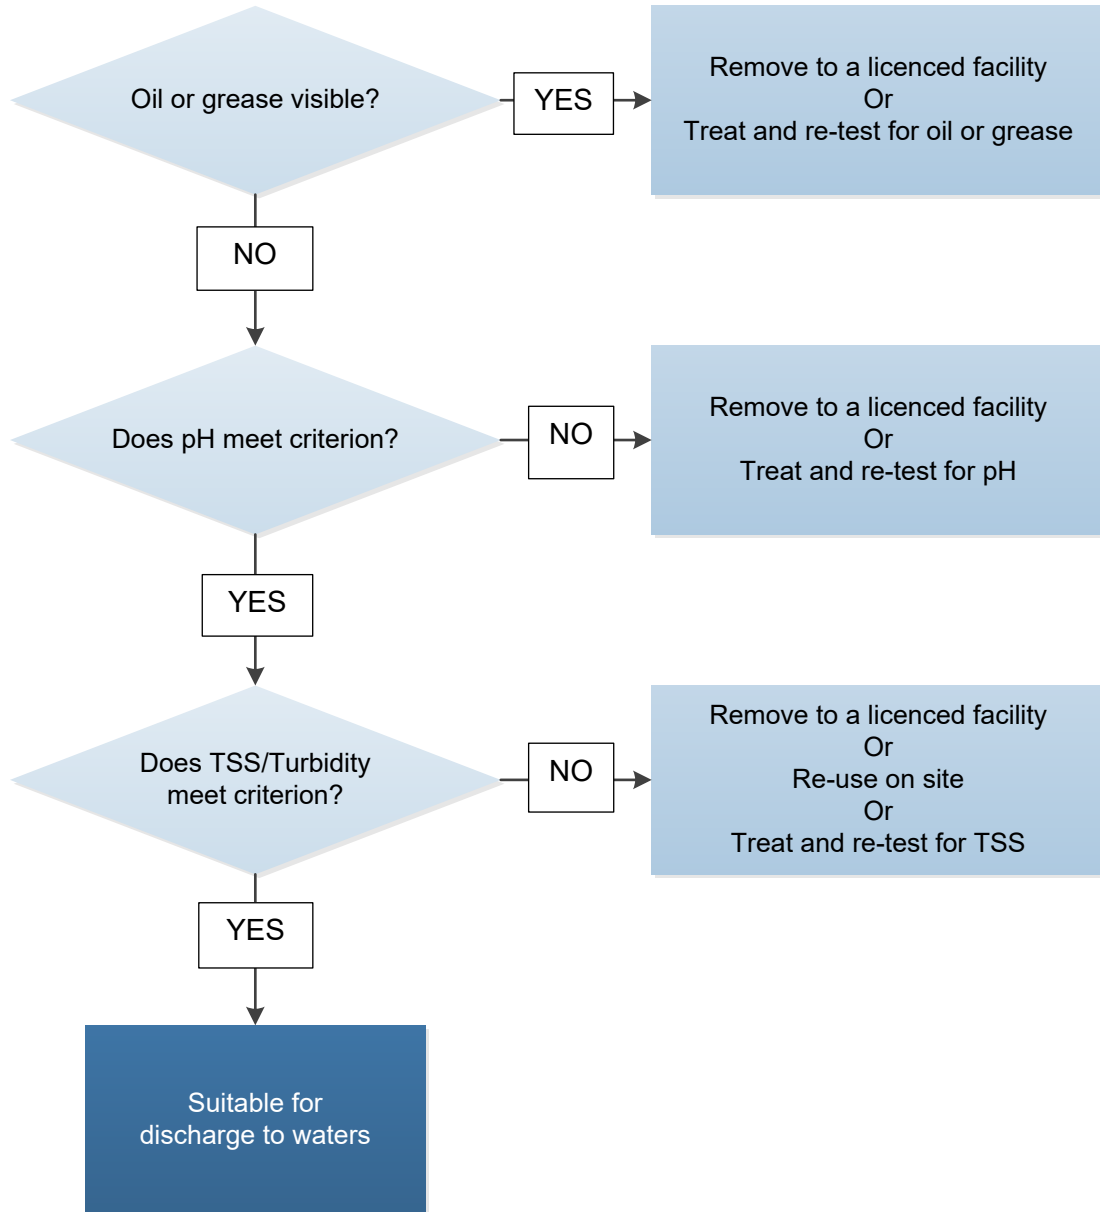 Oil or grease visible?
YES
Remove to a licenced facility
Or
Treat and re-test for oil or grease
NO
Does pH meet criterion?
NO
Remove to a licenced facility
Or
Treat and re-test for pH
YES
Does TSS/Turbidity
meet criterion?
NO
Remove to a licenced facility
Or
Re-use on site
Or
Treat and re-test for TSS
YES
Suitable for
discharge to waters